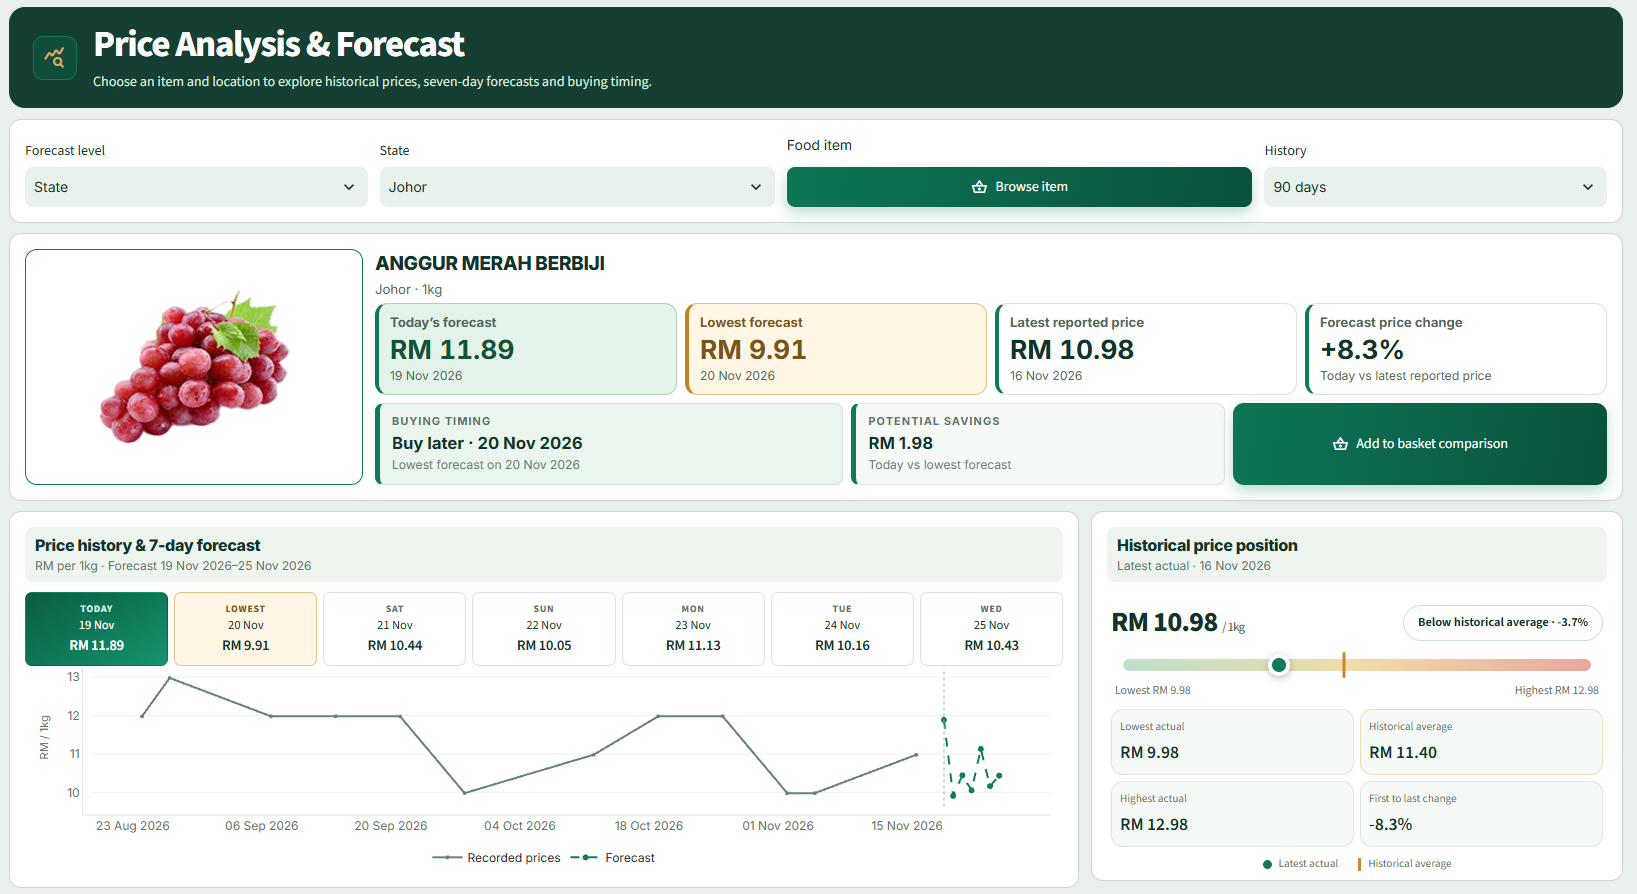 Price Analysis & Forecast
Choose an item and location to explore historical prices, seven-day forecasts and buying timing.
Forecast level
State
Food item
History
State
Johor
Browse item
90 days
ANGGUR MERAH BERBIJI
Johor · 1kg
Today's forecast
RM 11.89
19 Nov 2026
Lowest forecast
RM 9.91
20 Nov 2026
Latest reported price
RM 10.98
16 Nov 2026
Forecast price change
+8.3%
Today vs latest reported price
BUYING TIMING
Buy later · 20 Nov 2026
Lowest forecast on 20 Nov 2026
POTENTIAL SAVINGS
RM 1.98
Today vs lowest forecast
Add to basket comparison
Price history & 7-day forecast
RM per 1kg · Forecast 19 Nov 2026–25 Nov 2026
TODAY
19 Nov
RM 11.89
LOWEST
20 Nov
RM 9.91
SAT
21 Nov
RM 10.44
SUN
22 Nov
RM 10.05
MON
23 Nov
RM 11.13
TUE
24 Nov
RM 10.16
WED
25 Nov
RM 10.43
RM / 1kg
13
12
11
10
23 Aug 2026
06 Sep 2026
20 Sep 2026
04 Oct 2026
18 Oct 2026
01 Nov 2026
15 Nov 2026
Recorded prices
Forecast
Historical price position
Latest actual · 16 Nov 2026
RM 10.98 / 1kg
Below historical average · -3.7%
Lowest RM 9.98
Highest RM 12.98
Lowest actual
RM 9.98
Historical average
RM 11.40
Highest actual
RM 12.98
First to last change
-8.3%
Latest actual
Historical average